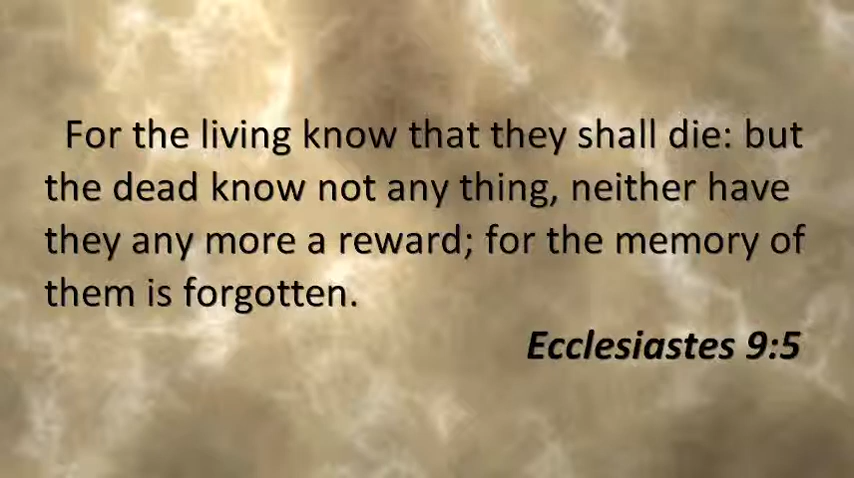 For the living know that they shall die: but
the dead know not any thing, neither have
they any more a reward; for the memory of
them is forgotten.
Ecclesiastes 9:5